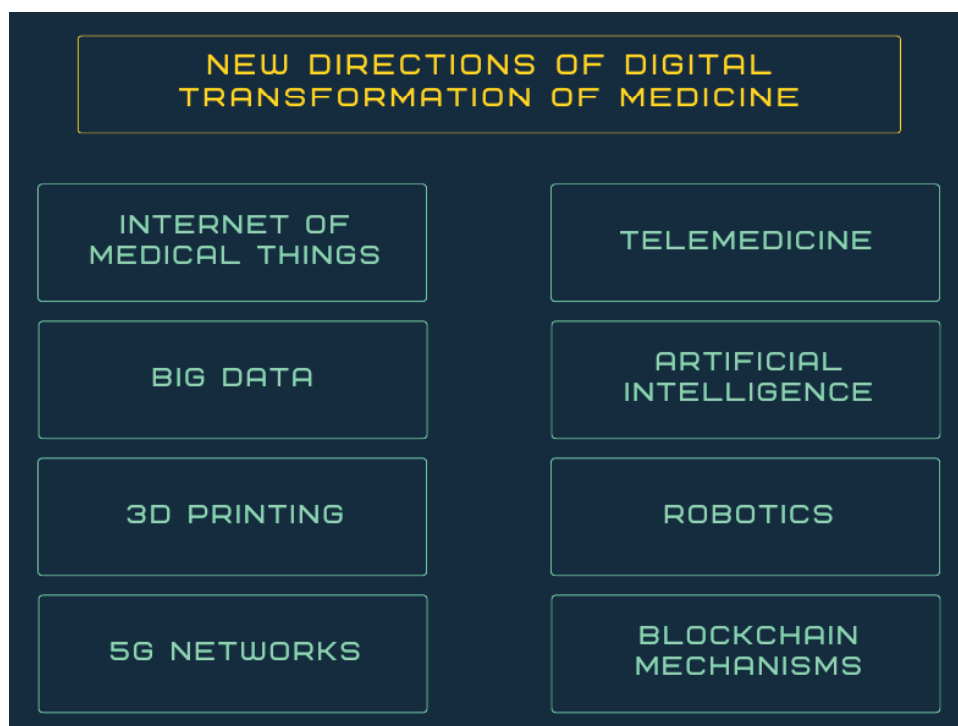 NEW DIRECTIONS OF DIGITAL
TRANSFORMATION OF MEDICINE
INTERNET OF
MEDICAL THINGS
TELEMEDICINE
BIG DATA
ARTIFICIAL
INTELLIGENCE
3D PRINTING
ROBOTICS
5G NETWORKS
BLOCKCHAIN
MECHANISMS